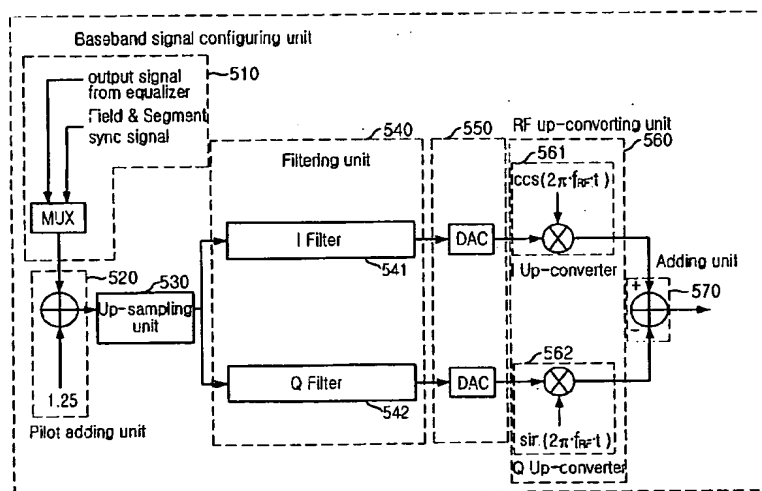 Baseband signal configuring unit
output signal
from equalizer
510
Field & Segment
sync signal
MUX
520
530
Up-sampling
unit
1.25
Pilot adding unit
540
Filtering unit
I Filter
541
Q Filter
542
550
DAC
DAC
RF up-converting unit
560
561
ccs(2π·fRF·t)
I Up-converter
562
sir.(2π·fRF·t)
Q Up-converter
Adding unit
+
570
−